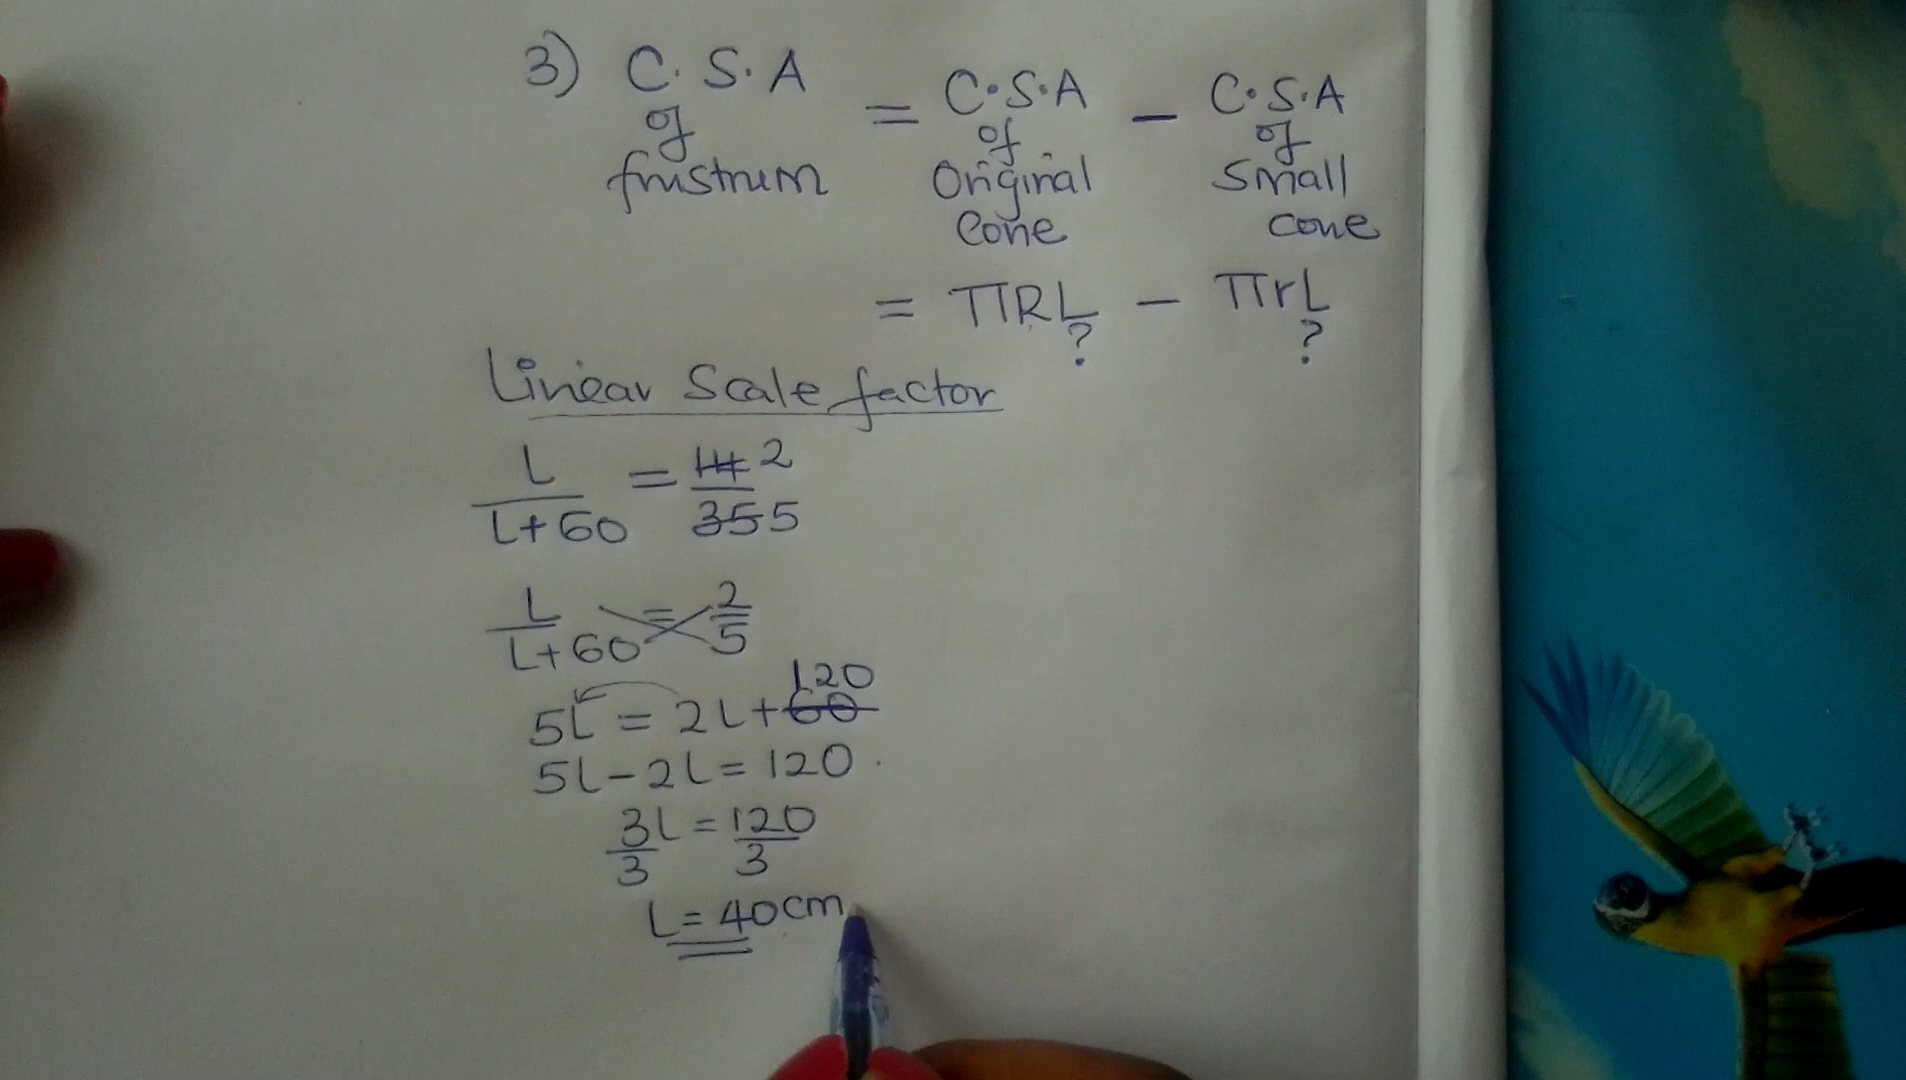 3) C.S.A = C.S.A - C.S.A
of of of
frustrum Original Small
Cone cone
= πRL - πrL
? ?
Linear Scale factor
L/L+60 = 14 2/35 5
L/L+60 = 2/5
120
5L = 2L+60
5L-2L=120
3L/3 = 120/3
L=40cm